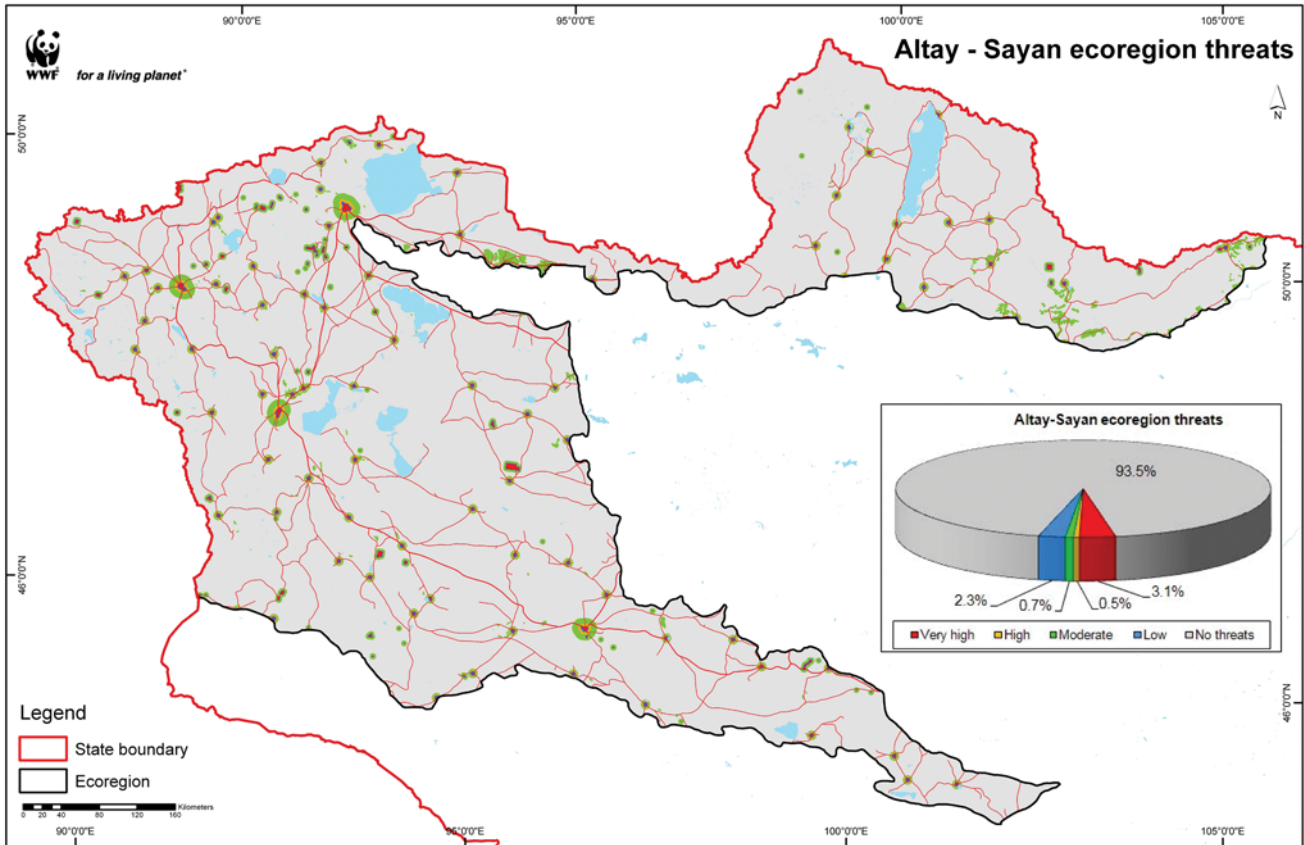 90°0'0"E 95°0'0"E 100°0'0"E 105°0'0"E
Altay - Sayan ecoregion threats
WWF for a living planet®
N
50°0'0"N
50°0'0"N
Altay-Sayan ecoregion threats
93.5%
2.3% 0.7% 0.5% 3.1%
Very high High Moderate Low No threats
46°0'0"N
46°0'0"N
Legend
State boundary
Ecoregion
Kilometers
0 20 40 80 120 160
90°0'0"E 95°0'0"E 100°0'0"E 105°0'0"E